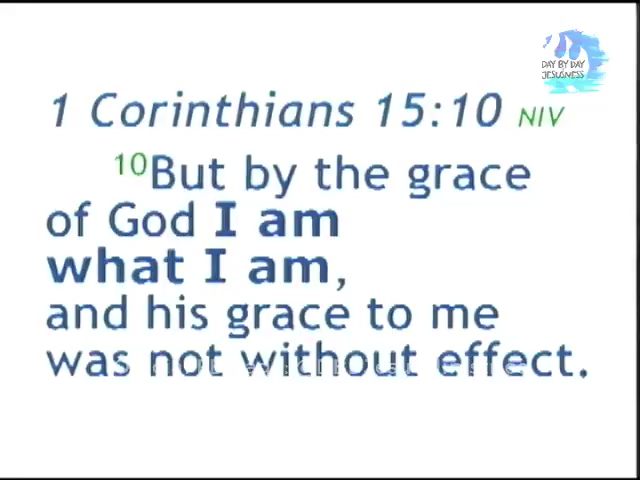 DAY BY DAY
JESUSNESS
1 Corinthians 15:10 NIV
10But by the grace
of God I am
what I am,
and his grace to me
was not without effect.